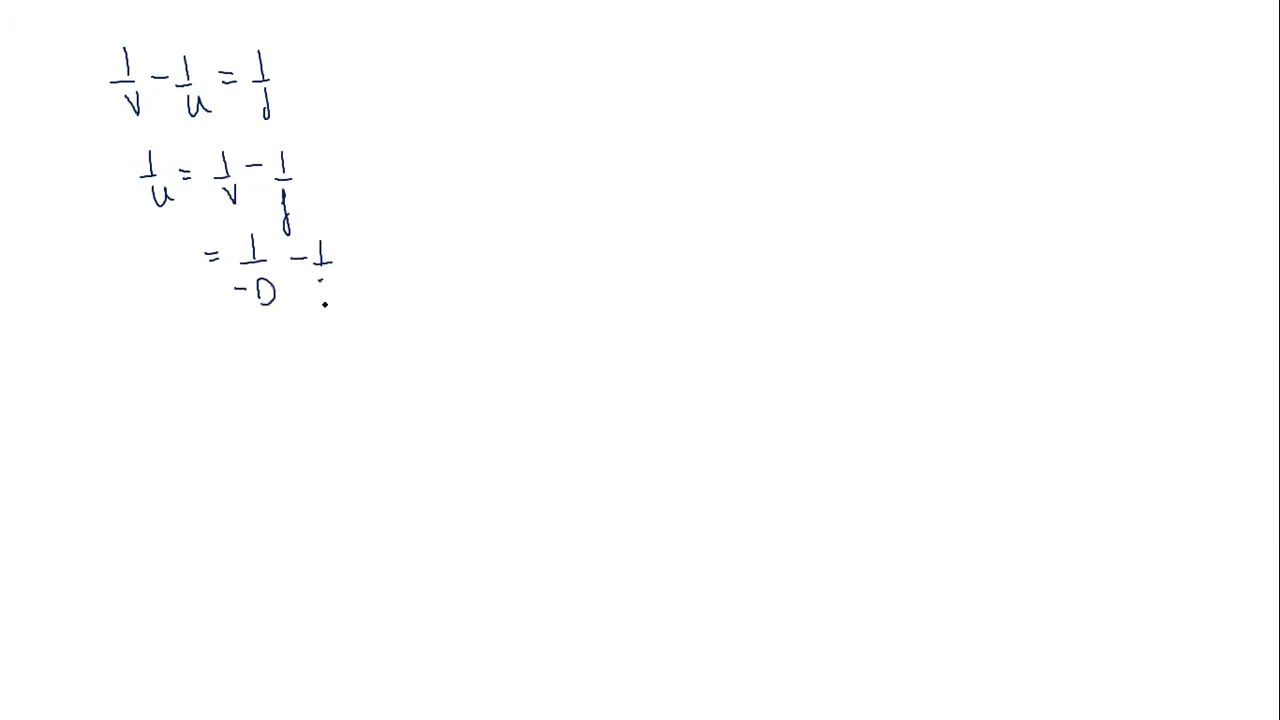 1/v - 1/u = 1/f
1/u = 1/v - 1/f
= 1/-D - 1/